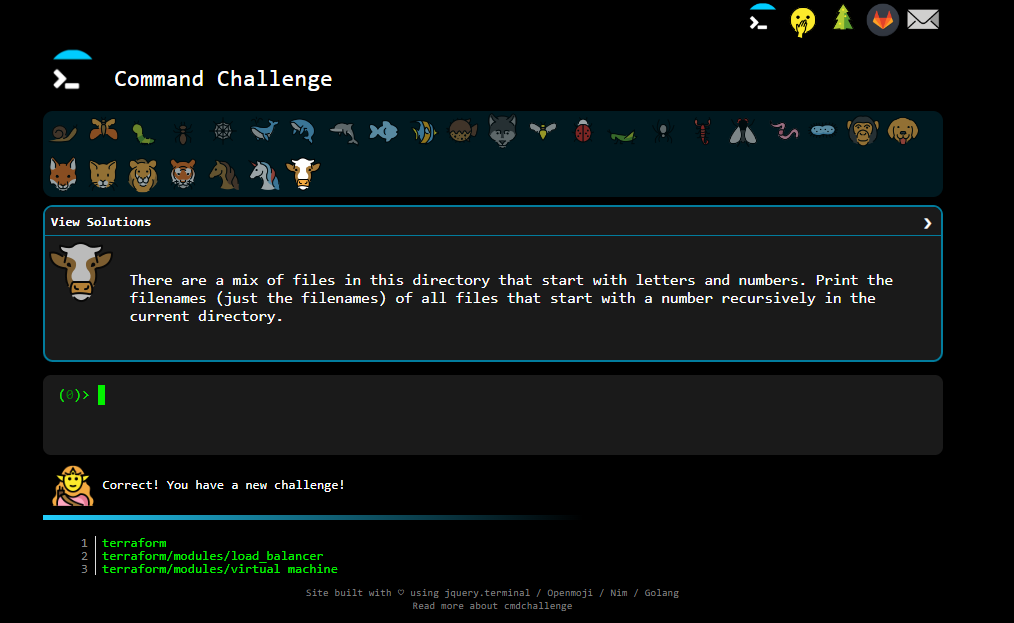 Command Challenge
View Solutions
There are a mix of files in this directory that start with letters and numbers. Print the
filenames (just the filenames) of all files that start with a number recursively in the
current directory.
(0)>
Correct! You have a new challenge!
1 terraform
2 terraform/modules/load_balancer
3 terraform/modules/virtual machine
Site built with ♡ using jquery.terminal / Openmoji / Nim / Golang
Read more about cmdchallenge